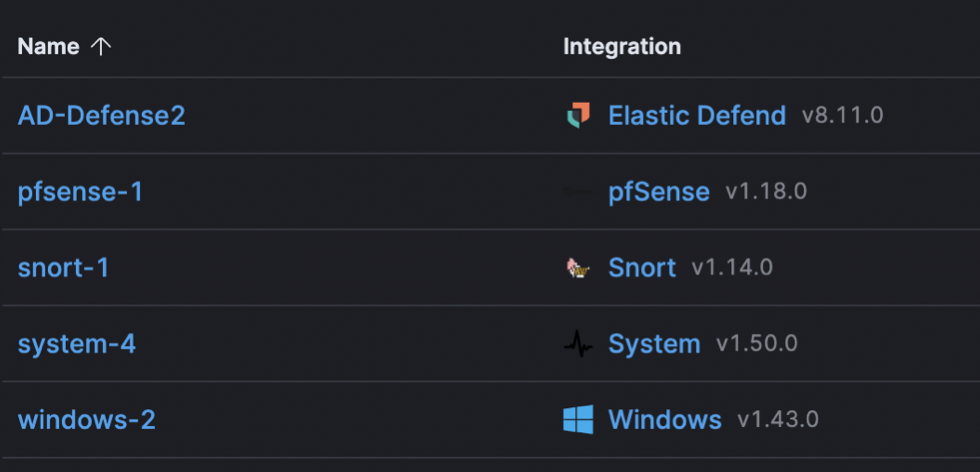 Name ↑ Integration
AD-Defense2 Elastic Defend v8.11.0
pfsense-1 pfSense v1.18.0
snort-1 Snort v1.14.0
system-4 System v1.50.0
windows-2 Windows v1.43.0